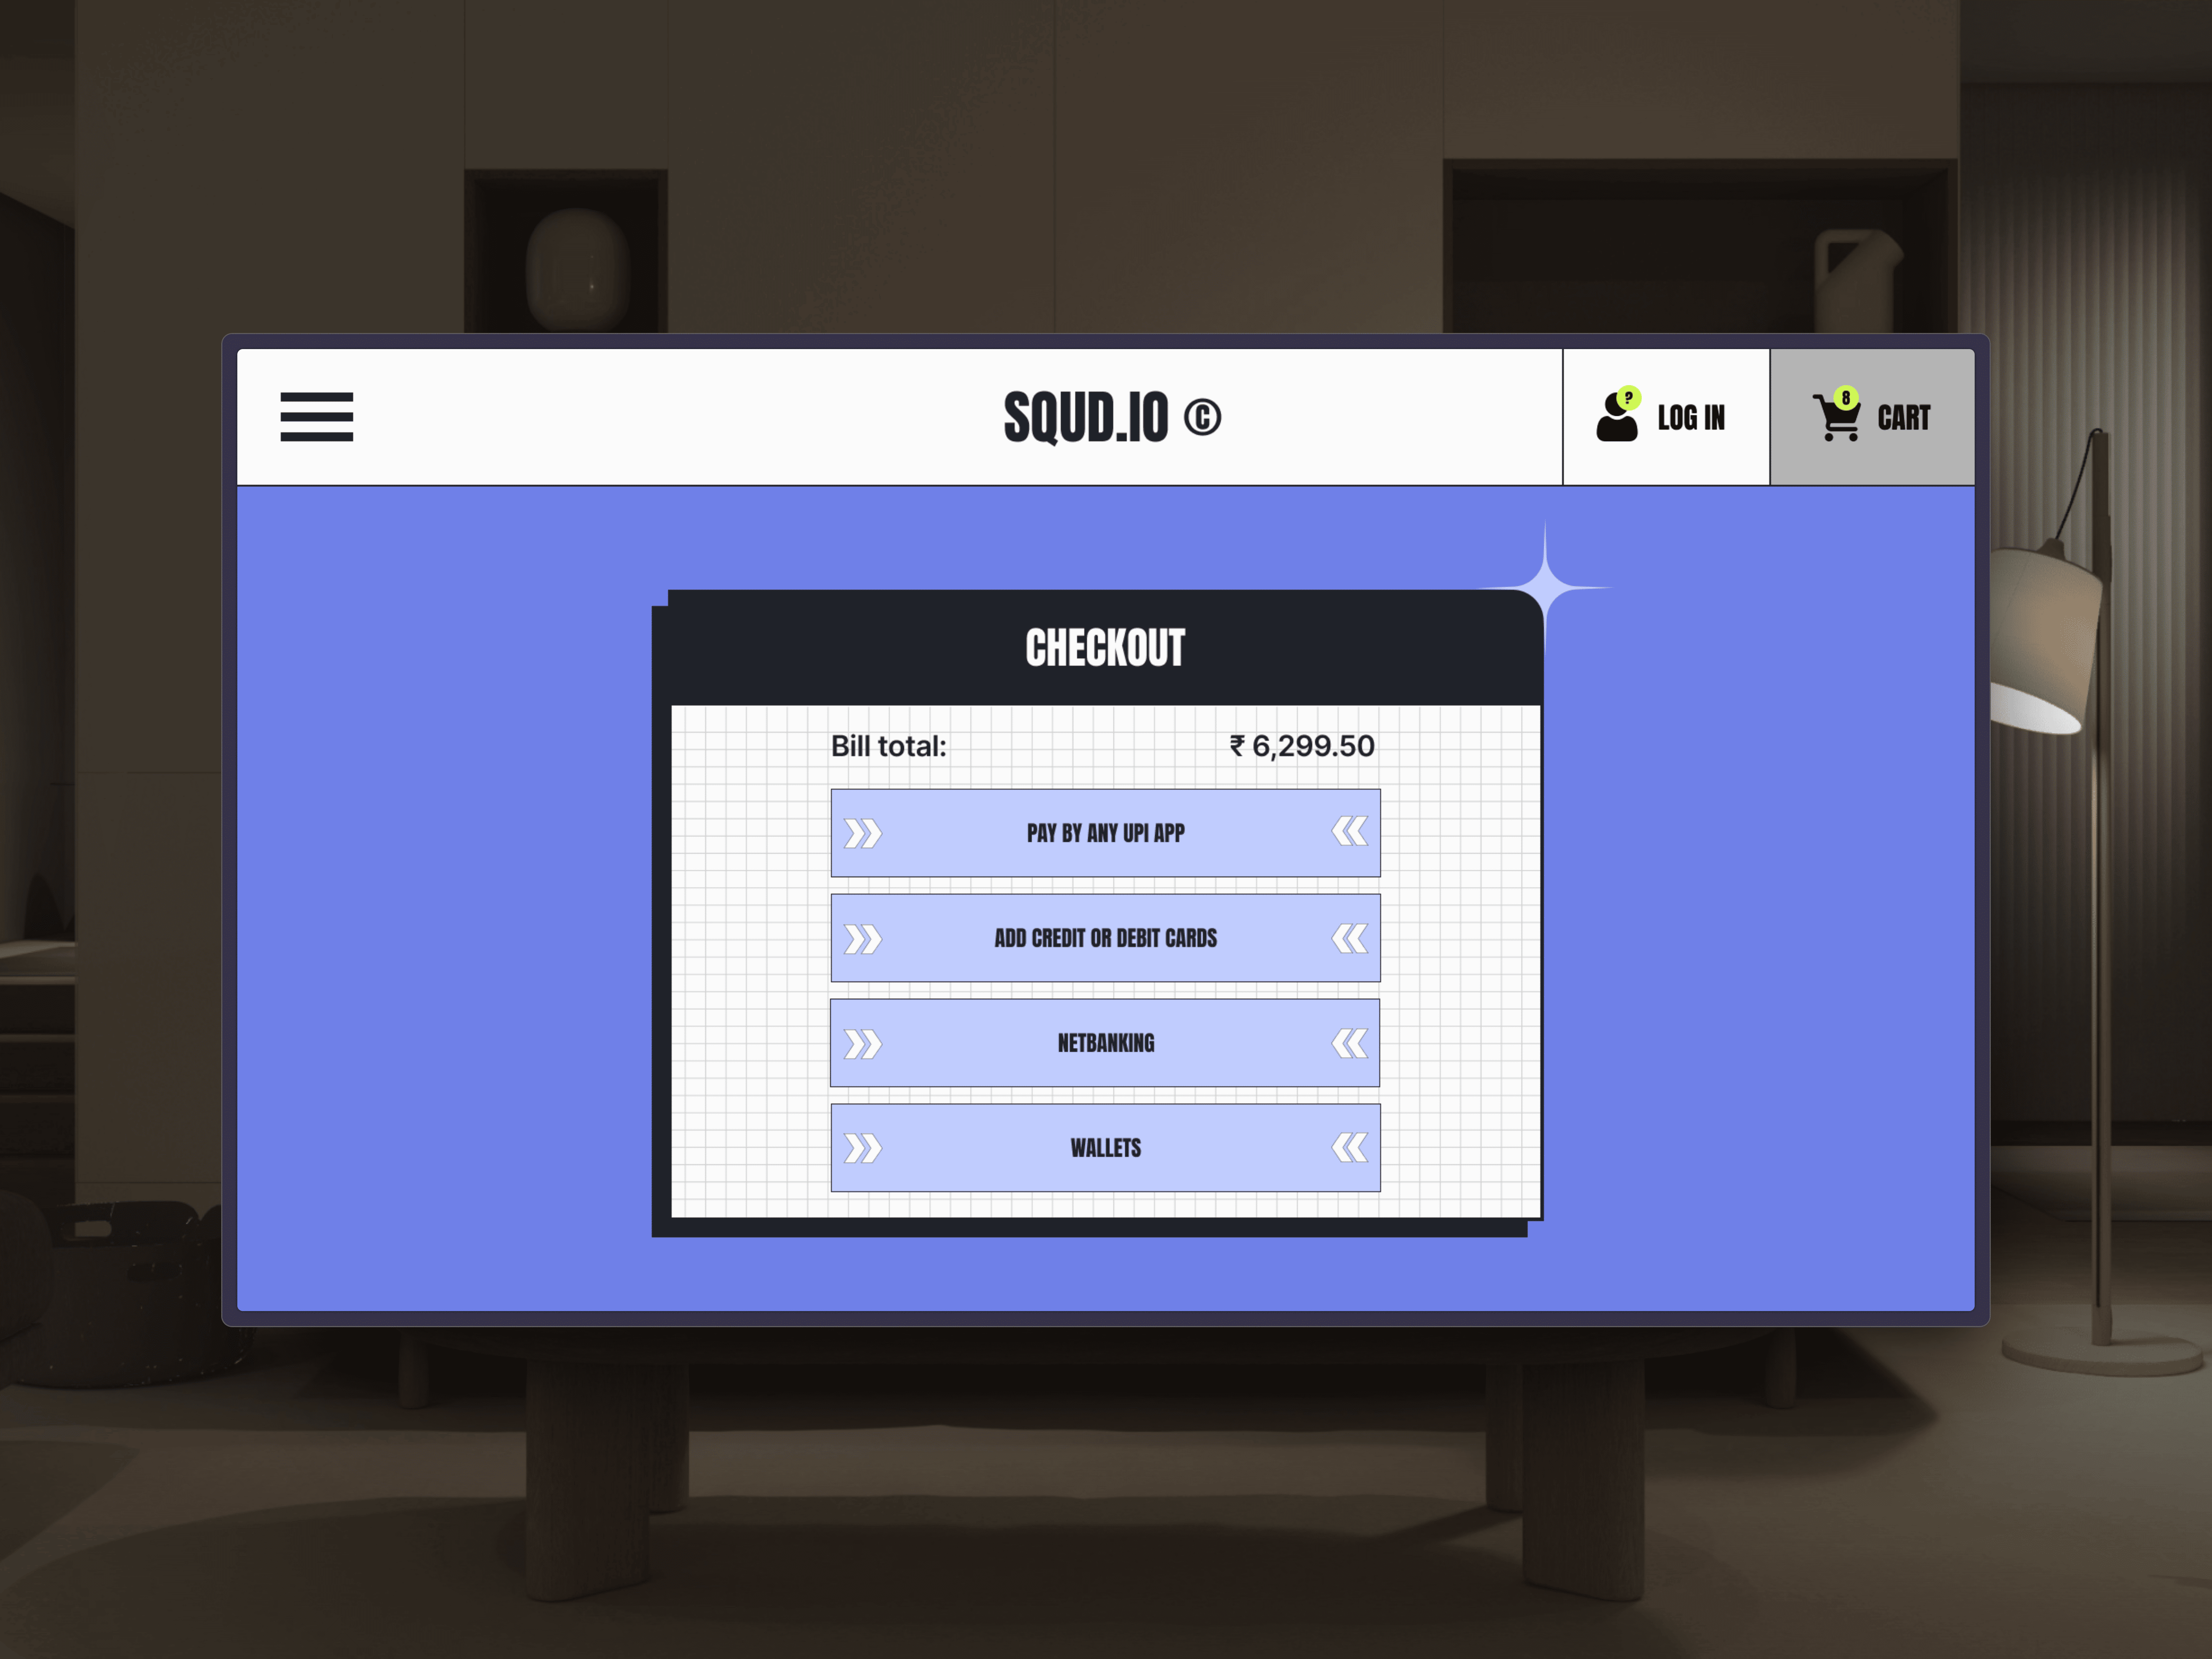 SQUD.IO ©
?
LOG IN
8
CART
CHECKOUT
Bill total: ₹ 6,299.50
PAY BY ANY UPI APP
ADD CREDIT OR DEBIT CARDS
NETBANKING
WALLETS